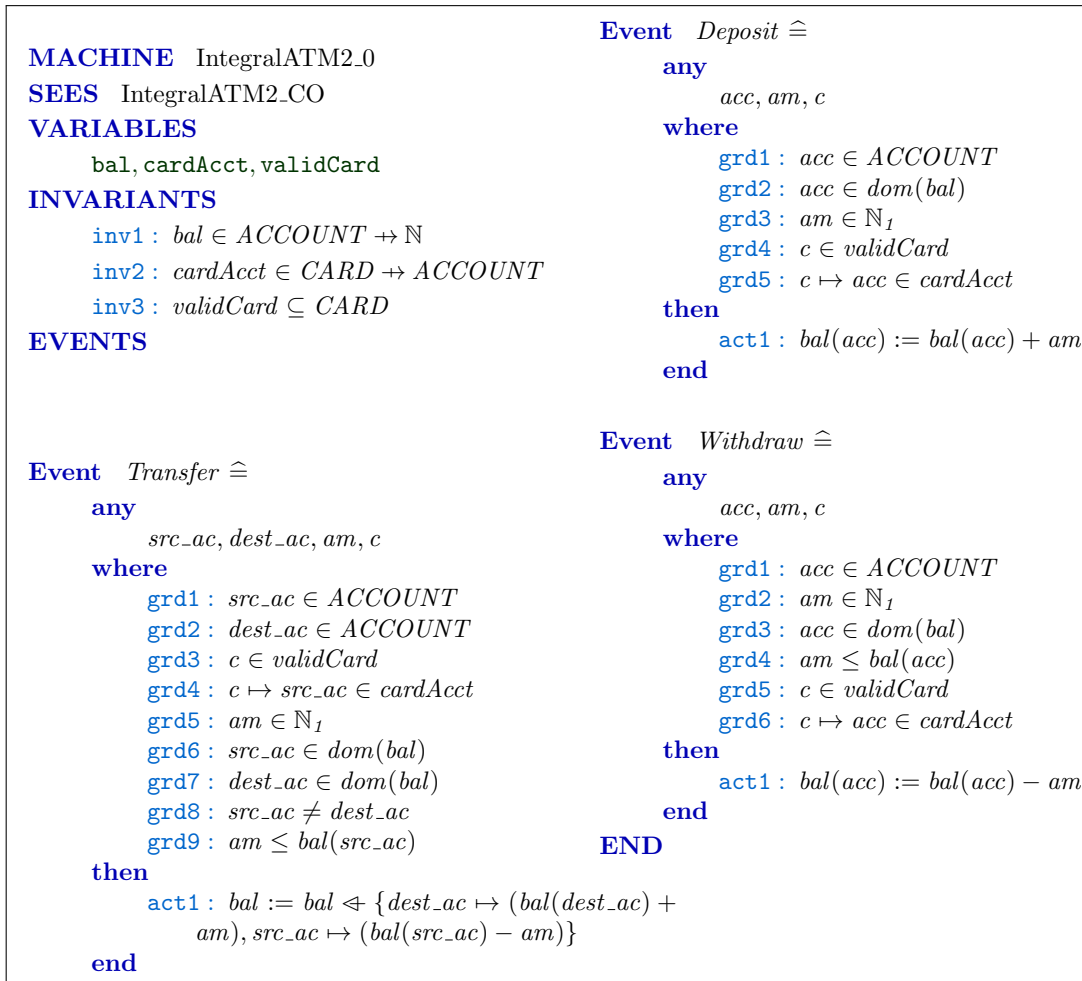 MACHINE IntegralATM2_0
SEES IntegralATM2_CO
VARIABLES
bal, cardAcct, validCard
INVARIANTS
inv1 : bal ∈ ACCOUNT ⇸ ℕ
inv2 : cardAcct ∈ CARD ⇸ ACCOUNT
inv3 : validCard ⊆ CARD
EVENTS
Event Transfer ≙
any
src_ac, dest_ac, am, c
where
grd1 : src_ac ∈ ACCOUNT
grd2 : dest_ac ∈ ACCOUNT
grd3 : c ∈ validCard
grd4 : c ↦ src_ac ∈ cardAcct
grd5 : am ∈ ℕ₁
grd6 : src_ac ∈ dom(bal)
grd7 : dest_ac ∈ dom(bal)
grd8 : src_ac ≠ dest_ac
grd9 : am ≤ bal(src_ac)
then
act1 : bal := bal ⩤ {dest_ac ↦ (bal(dest_ac) +
am), src_ac ↦ (bal(src_ac) − am)}
end
Event Deposit ≙
any
acc, am, c
where
grd1 : acc ∈ ACCOUNT
grd2 : acc ∈ dom(bal)
grd3 : am ∈ ℕ₁
grd4 : c ∈ validCard
grd5 : c ↦ acc ∈ cardAcct
then
act1 : bal(acc) := bal(acc) + am
end
Event Withdraw ≙
any
acc, am, c
where
grd1 : acc ∈ ACCOUNT
grd2 : am ∈ ℕ₁
grd3 : acc ∈ dom(bal)
grd4 : am ≤ bal(acc)
grd5 : c ∈ validCard
grd6 : c ↦ acc ∈ cardAcct
then
act1 : bal(acc) := bal(acc) − am
end
END